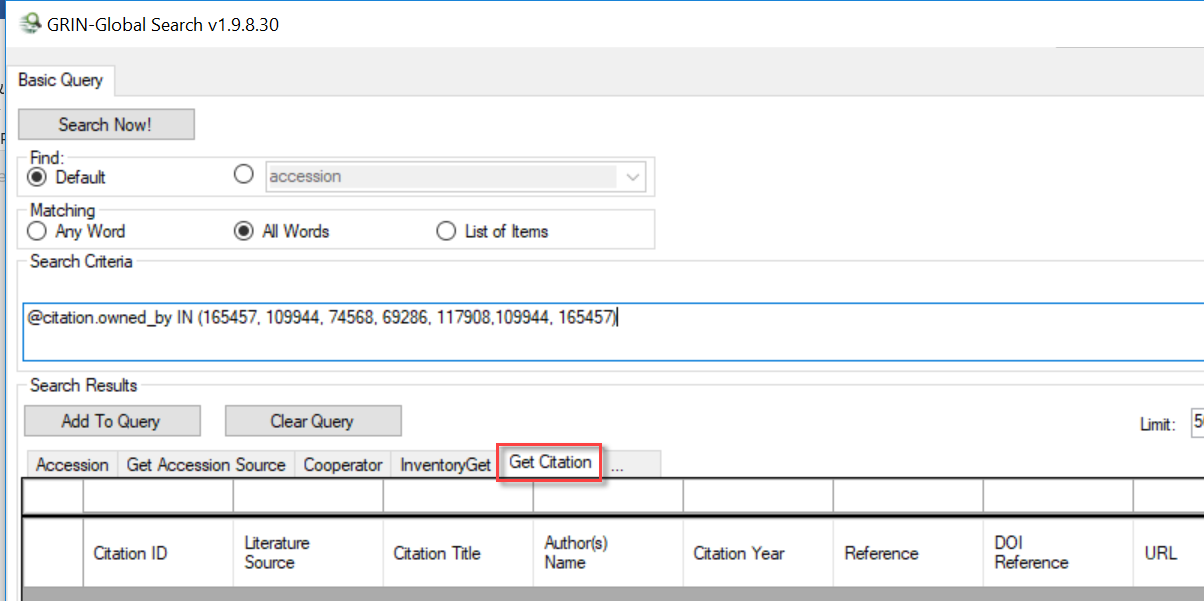 GRIN-Global Search v1.9.8.30
Basic Query
Search Now!
Find:
Default
accession
Matching
Any Word All Words List of Items
Search Criteria
@citation.owned_by IN (165457, 109944, 74568, 69286, 117908,109944, 165457)
Search Results
Add To Query Clear Query Limit:
Accession Get Accession Source Cooperator InventoryGet Get Citation ...
Citation ID Literature Source Citation Title Author(s) Name Citation Year Reference DOI Reference URL